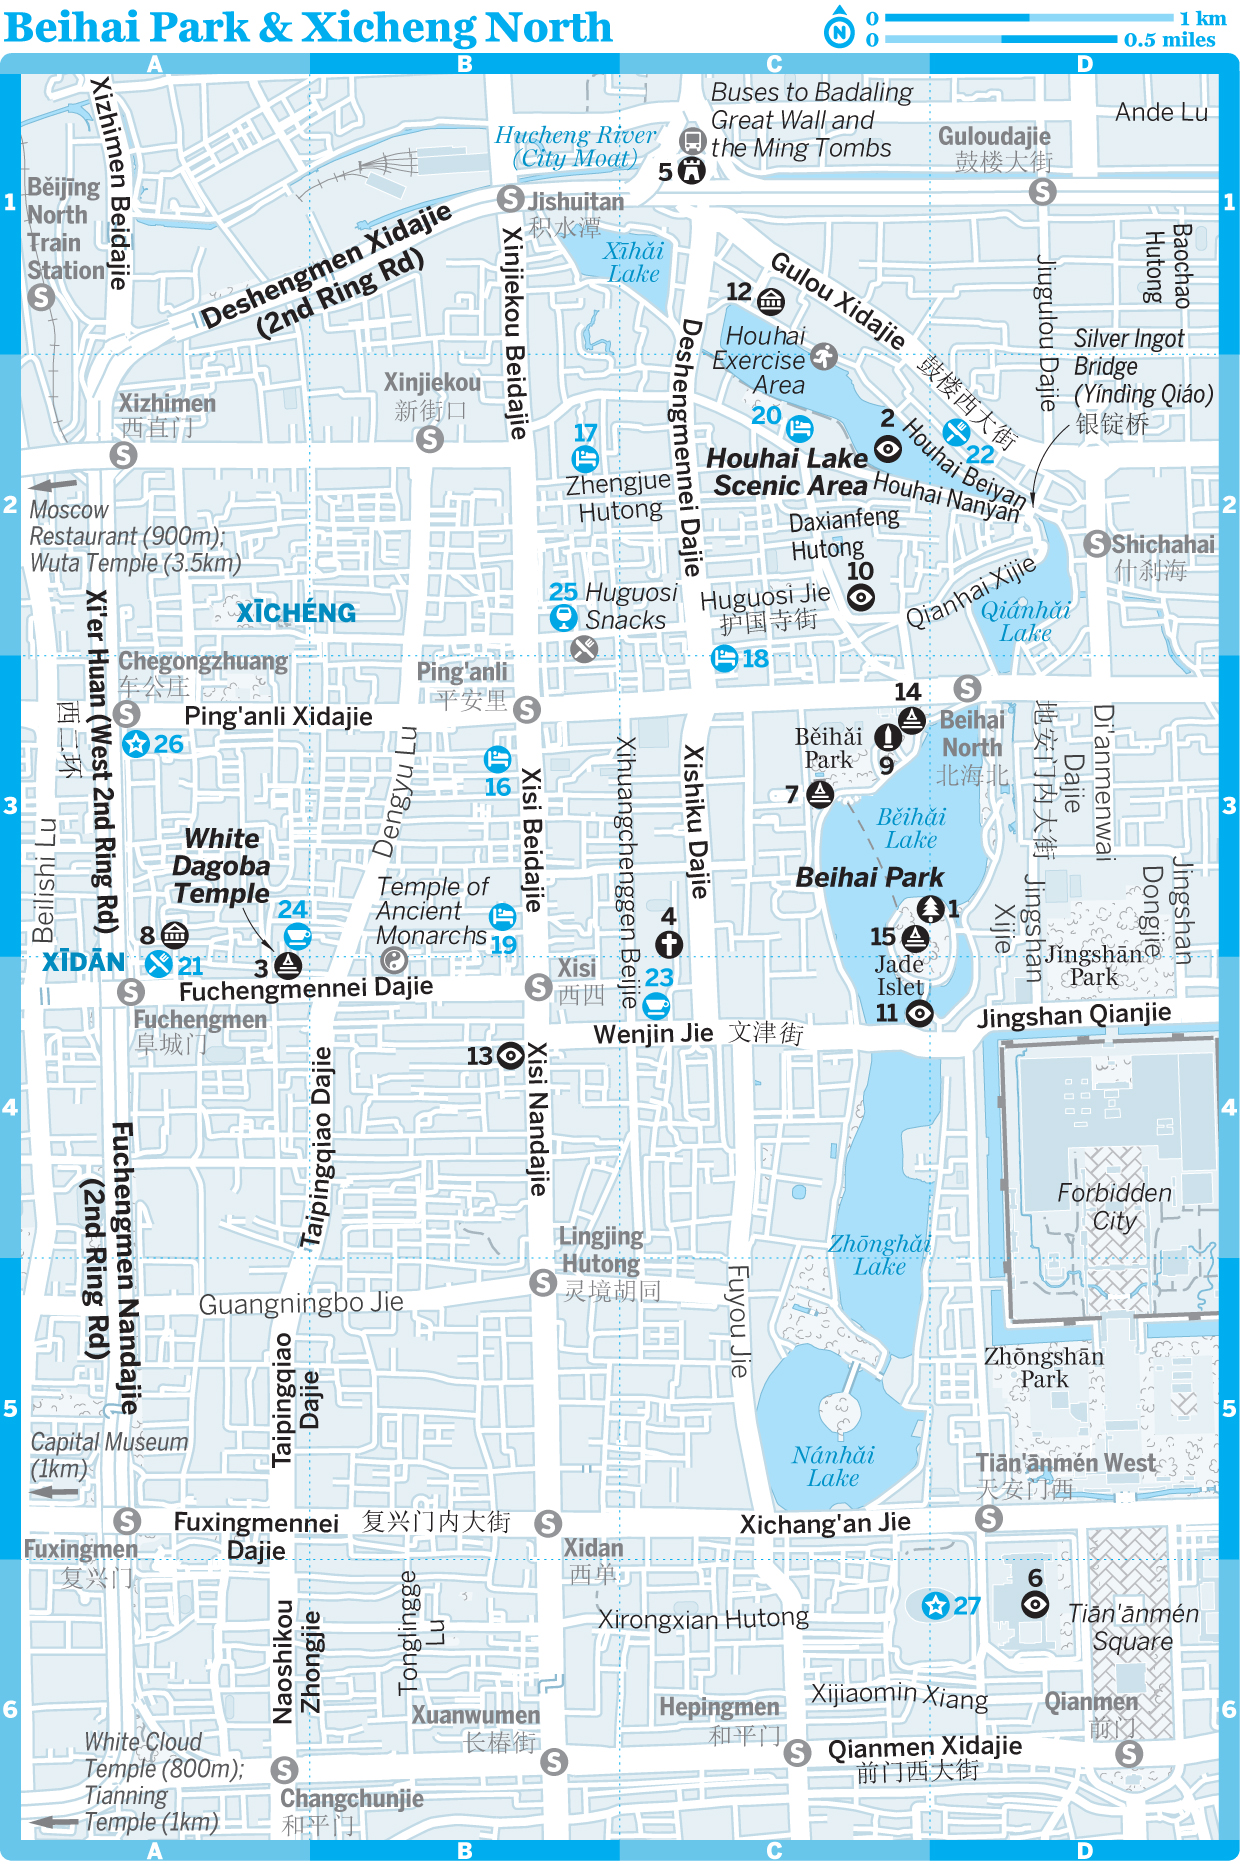 Beihai Park & Xicheng North
N
0 1 km
0 0.5 miles
A B C D
Xizhimen Beidajie
Buses to Badaling
Great Wall and
the Ming Tombs
Ande Lu
Hucheng River
(City Moat)
Guloudajie
鼓楼大街
5
S
Běijīng
North
Train
Station
S
1
1
S
Jishuitan
积水潭
Deshengmen Xidajie
(2nd Ring Rd)
Xinjiekou Beidajie
Xīhǎi
Lake
Gulou Xidajie
鼓楼西大街
Baochao
Hutong
Jiugulou Dajie
12
Houhai
Exercise
Area
Deshengmennei Dajie
Silver Ingot
Bridge
(Yíndìng Qiáo)
银锭桥
Xinjiekou
新街口
S
Xizhimen
西直门
S
20
2
22
17
Houhai Lake
Scenic Area
Houhai Beiyan
Houhai Nanyan
Zhengjue
Hutong
2
2
Moscow
Restaurant (900m);
Wuta Temple (3.5km)
Daxianfeng
Hutong
S
Shichahai
什刹海
10
Qianhai Xijie
25
Huguosi
Snacks
Huguosi Jie
护国寺街
Qiánhǎi
Lake
XĪCHÉNG
Xi'er Huan (West 2nd Ring Rd)
西二环
18
Chegongzhuang
车公庄
S
Ping'anli
平安里
S
Ping'anli Xidajie
S
14
Beihai
North
北海北
Běihǎi
Park
9
7
26
16
Dengyu Lu
Xisi Beidajie
Xihuangchenggen Beijie
Xishiku Dajie
地安门内大街
Di'anmenwai
Dajie
3
3
Běihǎi
Lake
White
Dagoba
Temple
Beilishi Lu
Beihai Park
Temple of
Ancient
Monarchs
24
8
19
4
1
15
Jade
Islet
Jingshan
Xijie
Jingshan
Dongjie
Jǐngshān
Park
XĪDĀN
21
3
S
Xisi
西四
23
11
S
Fuchengmennei Dajie
Fuchengmen
阜城门
Wenjin Jie 文津街
Jingshan Qianjie
13
Xisi Nandajie
Taipingqiao Dajie
4
4
Fuchengmen Nandajie
(2nd Ring Rd)
Forbidden
City
Lingjing
Hutong
灵境胡同
S
Zhōnghǎi
Lake
Fuyou Jie
Guangningbo Jie
Taipingqiao
Dajie
Zhōngshān
Park
5
5
Capital Museum
(1km)
Nánhǎi
Lake
Tiān'ānmén West
天安门西
S
S
Fuxingmen
复兴门
Fuxingmennei
Dajie
复兴门内大街
S
Xidan
西单
Xichang'an Jie
6
27
Tiān'ānmén
Square
Xirongxian Hutong
Naoshikou
Zhongjie
Tonglingge
Lu
Xijiaomin Xiang
6
6
Xuanwumen
长椿街
S
Hepingmen
和平门
S
Qianmen
前门
S
Qianmen Xidajie
前门西大街
White Cloud
Temple (800m);
Tianning
Temple (1km)
S
Changchunjie
和平门
A B C D